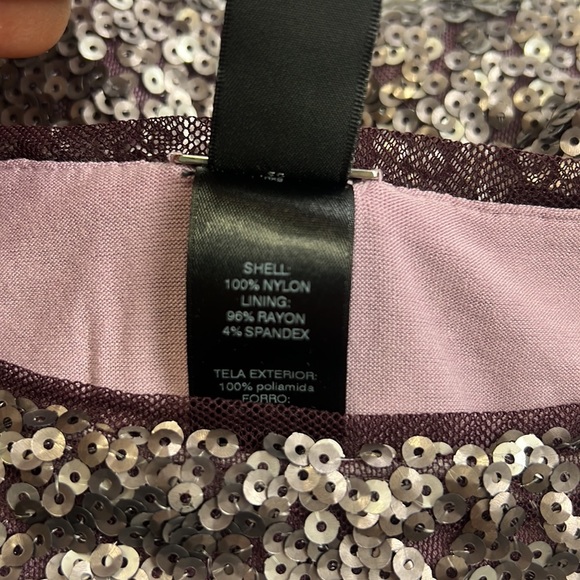 SHELL:
100% NYLON
LINING:
96% RAYON
4% SPANDEX
TELA EXTERIOR:
100% poliamida
FORRO: